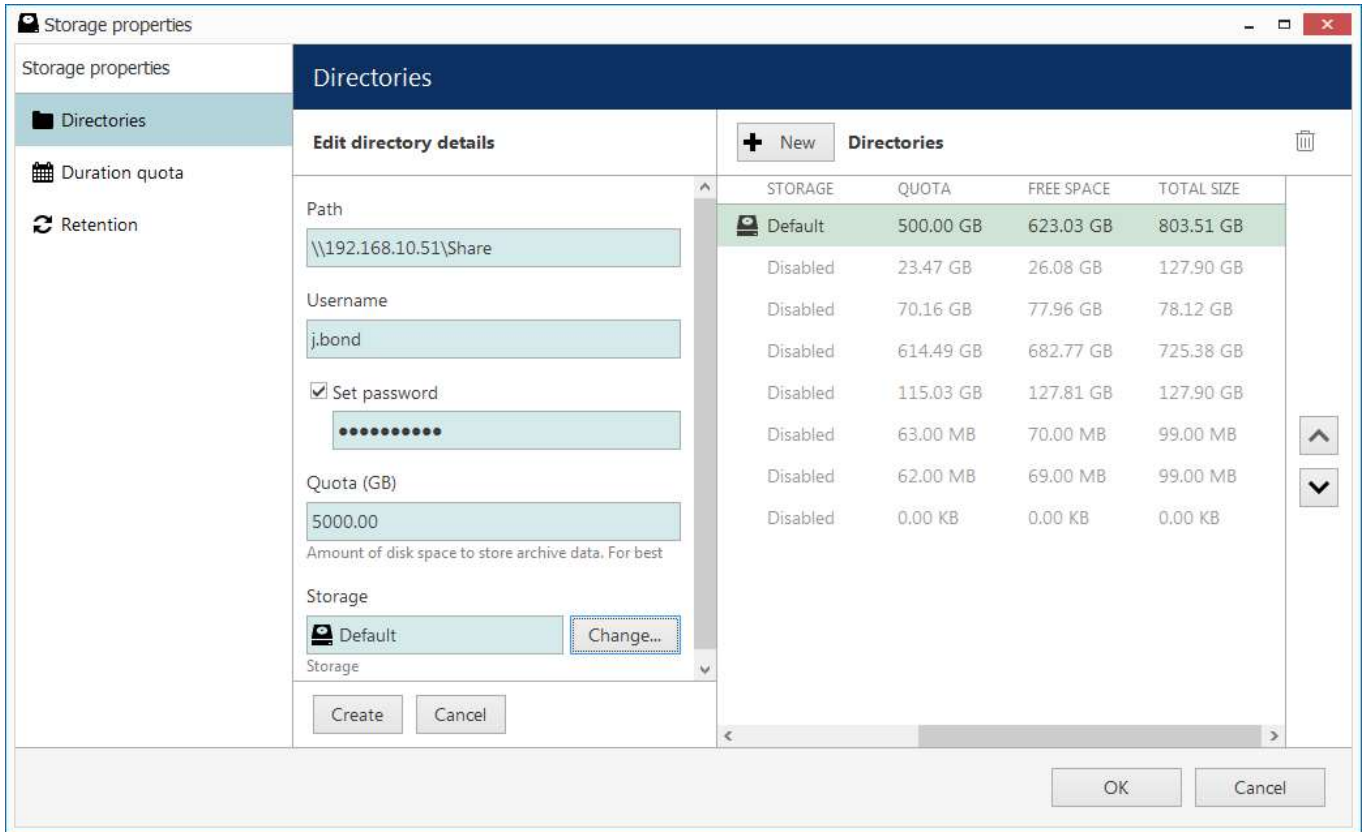 Storage properties
Storage properties
Directories
Duration quota
Retention
Directories
Edit directory details
Path
\\192.168.10.51\Share
Username
j.bond
Set password
●●●●●●●●●●
Quota (GB)
5000.00
Amount of disk space to store archive data. For best
Storage
Default Change...
Storage
Create Cancel
New Directories
STORAGE QUOTA FREE SPACE TOTAL SIZE
Default 500.00 GB 623.03 GB 803.51 GB
Disabled 23.47 GB 26.08 GB 127.90 GB
Disabled 70.16 GB 77.96 GB 78.12 GB
Disabled 614.49 GB 682.77 GB 725.38 GB
Disabled 115.03 GB 127.81 GB 127.90 GB
Disabled 63.00 MB 70.00 MB 99.00 MB
Disabled 62.00 MB 69.00 MB 99.00 MB
Disabled 0.00 KB 0.00 KB 0.00 KB
OK Cancel